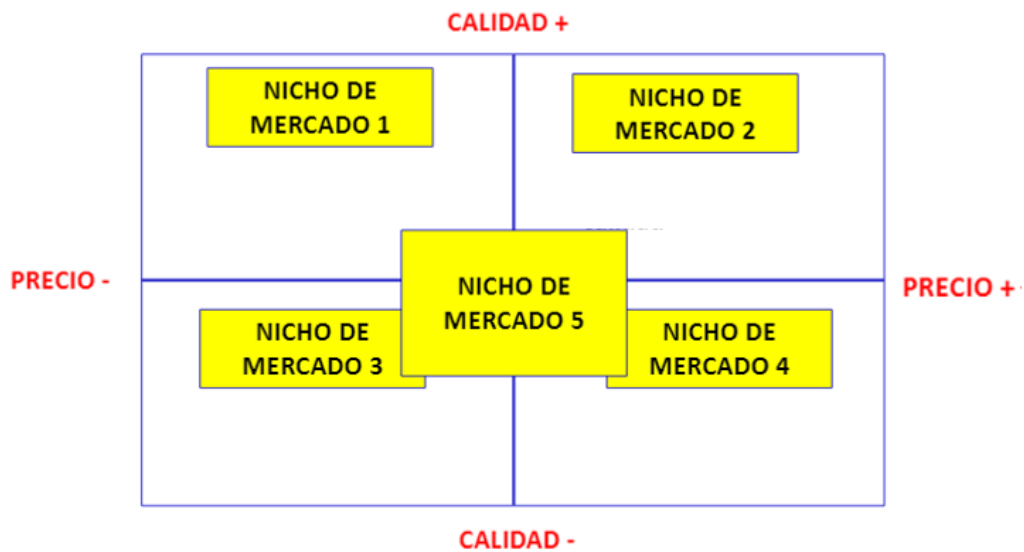 CALIDAD +
NICHO DE
MERCADO 1
NICHO DE
MERCADO 2
PRECIO -
NICHO DE
MERCADO 5
PRECIO +
NICHO DE
MERCADO 3
NICHO DE
MERCADO 4
CALIDAD -